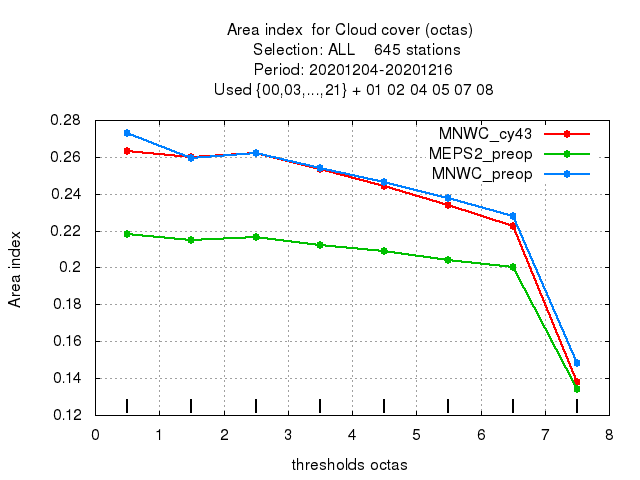 Area index  for Cloud cover (octas)
Selection: ALL    645 stations
Period: 20201204-20201216
Used {00,03,...,21} + 01 02 04 05 07 08
MNWC_cy43
MEPS2_preop
MNWC_preop
Area index
0.28
0.26
0.24
0.22
0.2
0.18
0.16
0.14
0.12
0 1 2 3 4 5 6 7 8
thresholds octas